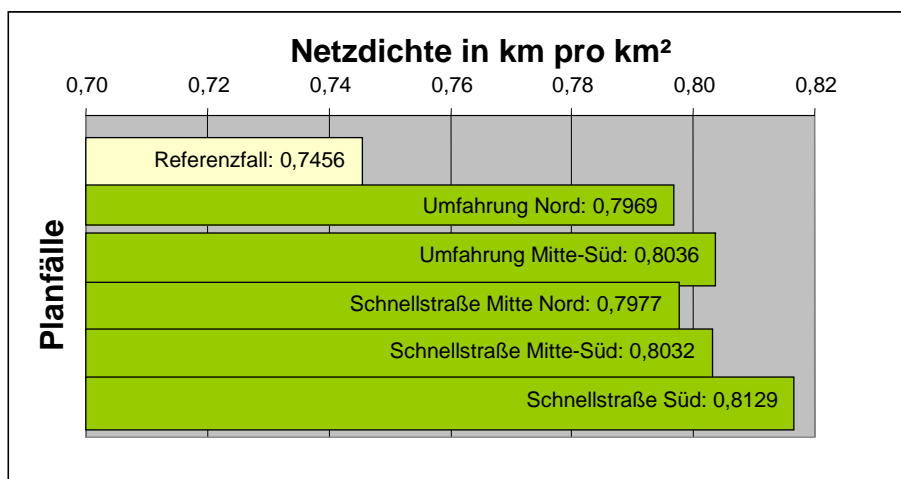 Netzdichte in km pro km²
0,70 0,72 0,74 0,76 0,78 0,80 0,82
Planfälle
Referenzfall: 0,7456
Umfahrung Nord: 0,7969
Umfahrung Mitte-Süd: 0,8036
Schnellstraße Mitte Nord: 0,7977
Schnellstraße Mitte-Süd: 0,8032
Schnellstraße Süd: 0,8129